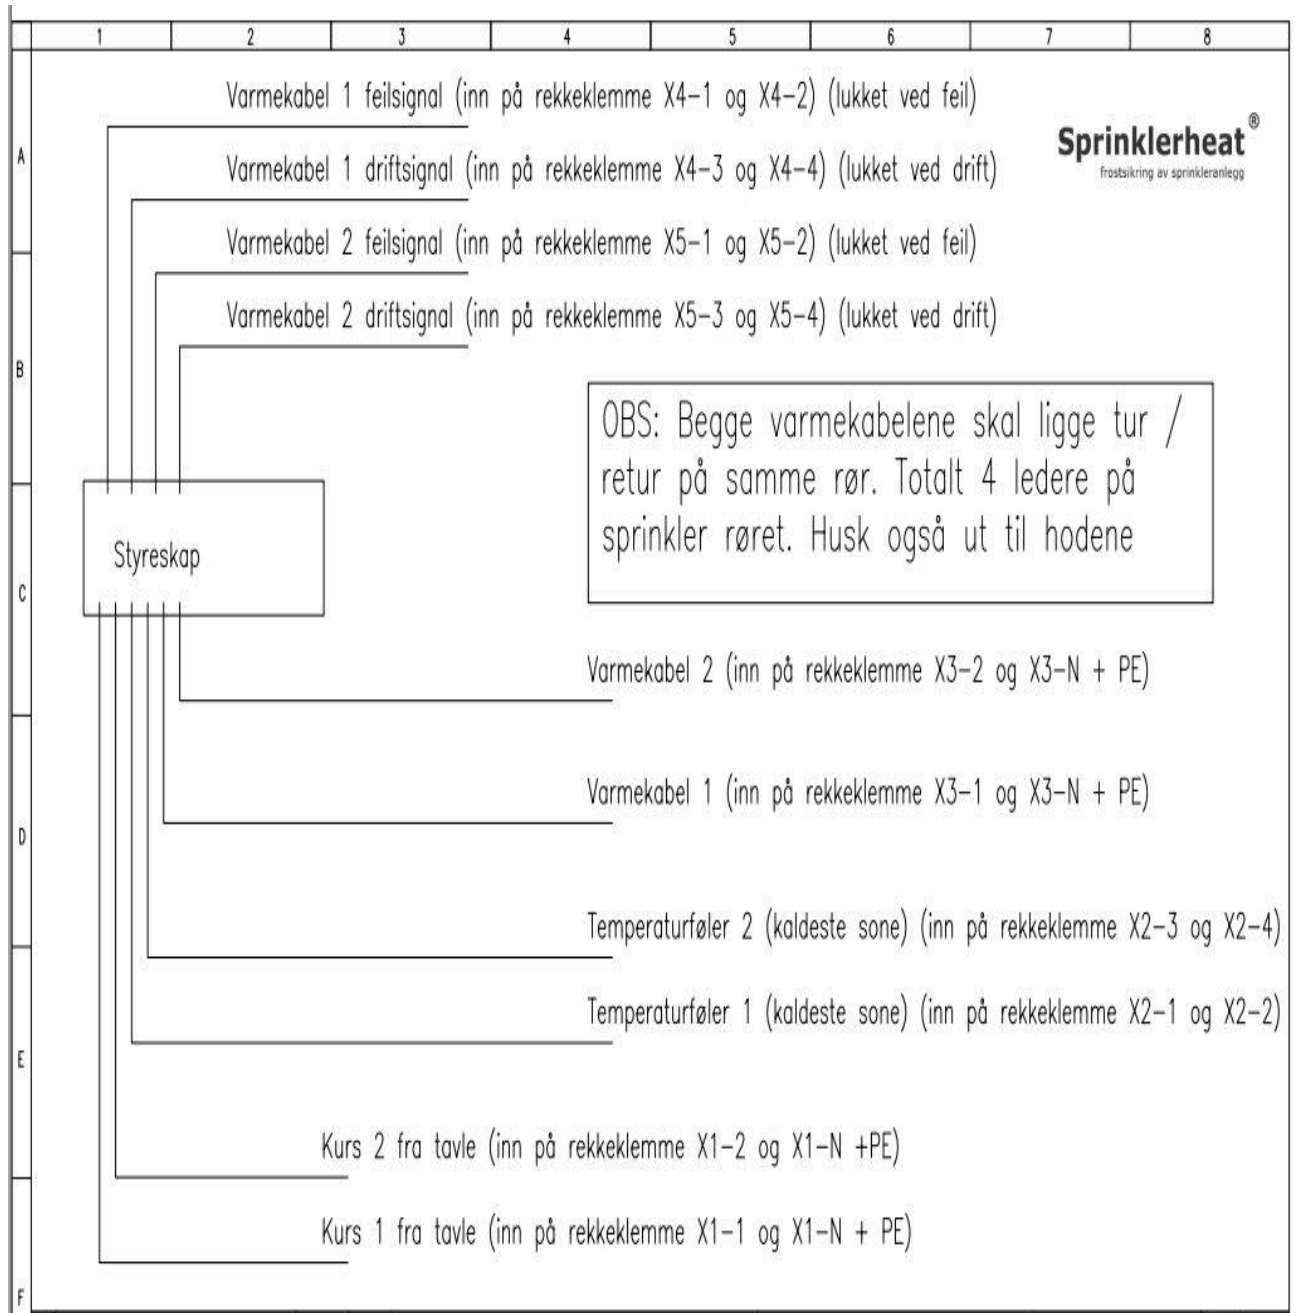 1 2 3 4 5 6 7 8
Varmekabel 1 feilsignal (inn på rekkeklemme X4-1 og X4-2) (lukket ved feil)
Sprinklerheat®
frostsikring av sprinkleranlegg
A
Varmekabel 1 driftsignal (inn på rekkeklemme X4-3 og X4-4) (lukket ved drift)
Varmekabel 2 feilsignal (inn på rekkeklemme X5-1 og X5-2) (lukket ved feil)
Varmekabel 2 driftsignal (inn på rekkeklemme X5-3 og X5-4) (lukket ved drift)
B
OBS: Begge varmekabelene skal ligge tur /
retur på samme rør. Totalt 4 ledere på
sprinkler røret. Husk også ut til hodene
Styreskap
C
Varmekabel 2 (inn på rekkeklemme X3-2 og X3-N + PE)
Varmekabel 1 (inn på rekkeklemme X3-1 og X3-N + PE)
D
Temperaturføler 2 (kaldeste sone) (inn på rekkeklemme X2-3 og X2-4)
Temperaturføler 1 (kaldeste sone) (inn på rekkeklemme X2-1 og X2-2)
E
Kurs 2 fra tavle (inn på rekkeklemme X1-2 og X1-N +PE)
Kurs 1 fra tavle (inn på rekkeklemme X1-1 og X1-N + PE)
F